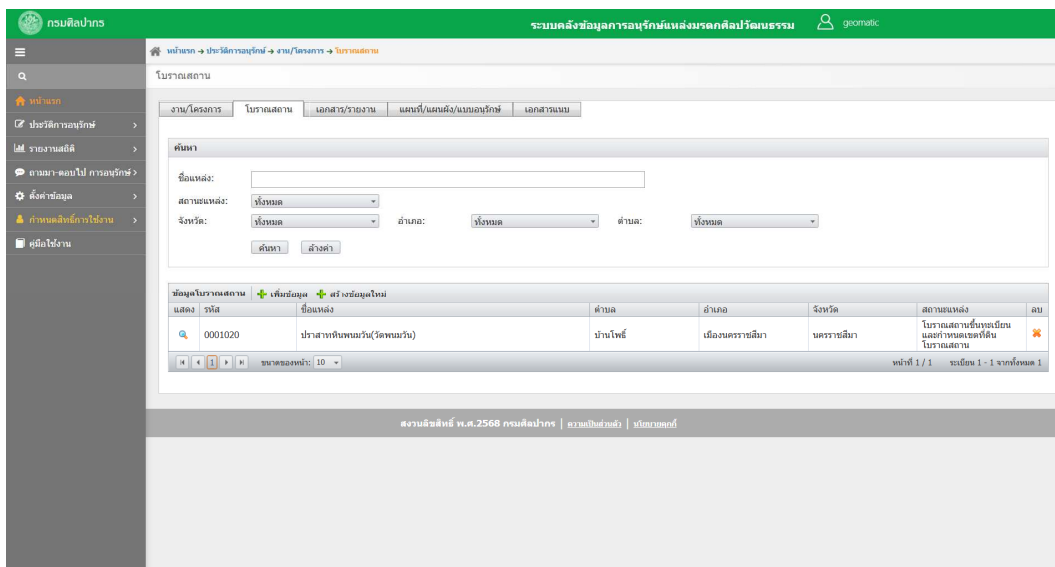 กรมศิลปากร
ระบบคลังข้อมูลการอนุรักษ์แหล่งมรดกศิลปวัฒนธรรม geomatic
หน้าแรก → ประวัติการอนุรักษ์ → งาน/โครงการ → โบราณสถาน
โบราณสถาน
หน้าแรก
ประวัติการอนุรักษ์
รายงานสถิติ
ถามมา-ตอบไป การอนุรักษ์
ตั้งค่าข้อมูล
กำหนดสิทธิ์การใช้งาน
คู่มือใช้งาน
งาน/โครงการ โบราณสถาน เอกสาร/รายงาน แผนที่/แผนผัง/แบบอนุรักษ์ เอกสารแนบ
ค้นหา
ชื่อแหล่ง:
สถานะแหล่ง: ทั้งหมด
จังหวัด: ทั้งหมด อำเภอ: ทั้งหมด ตำบล: ทั้งหมด
ค้นหา ล้างค่า
ข้อมูลโบราณสถาน เพิ่มข้อมูล สร้างข้อมูลใหม่
แสดง รหัส ชื่อแหล่ง ตำบล อำเภอ จังหวัด สถานะแหล่ง ลบ
0001020 ปราสาทหินพนมวัน(วัดพนมวัน) บ้านโพธิ์ เมืองนครราชสีมา นครราชสีมา โบราณสถานขึ้นทะเบียน
และกำหนดเขตที่ดิน
โบราณสถาน
1 ขนาดของหน้า: 10 หน้าที่ 1 / 1 ระเบียน 1 - 1 จากทั้งหมด 1
สงวนลิขสิทธิ์ พ.ศ.2568 กรมศิลปากร | ความเป็นส่วนตัว | นโยบายคุกกี้